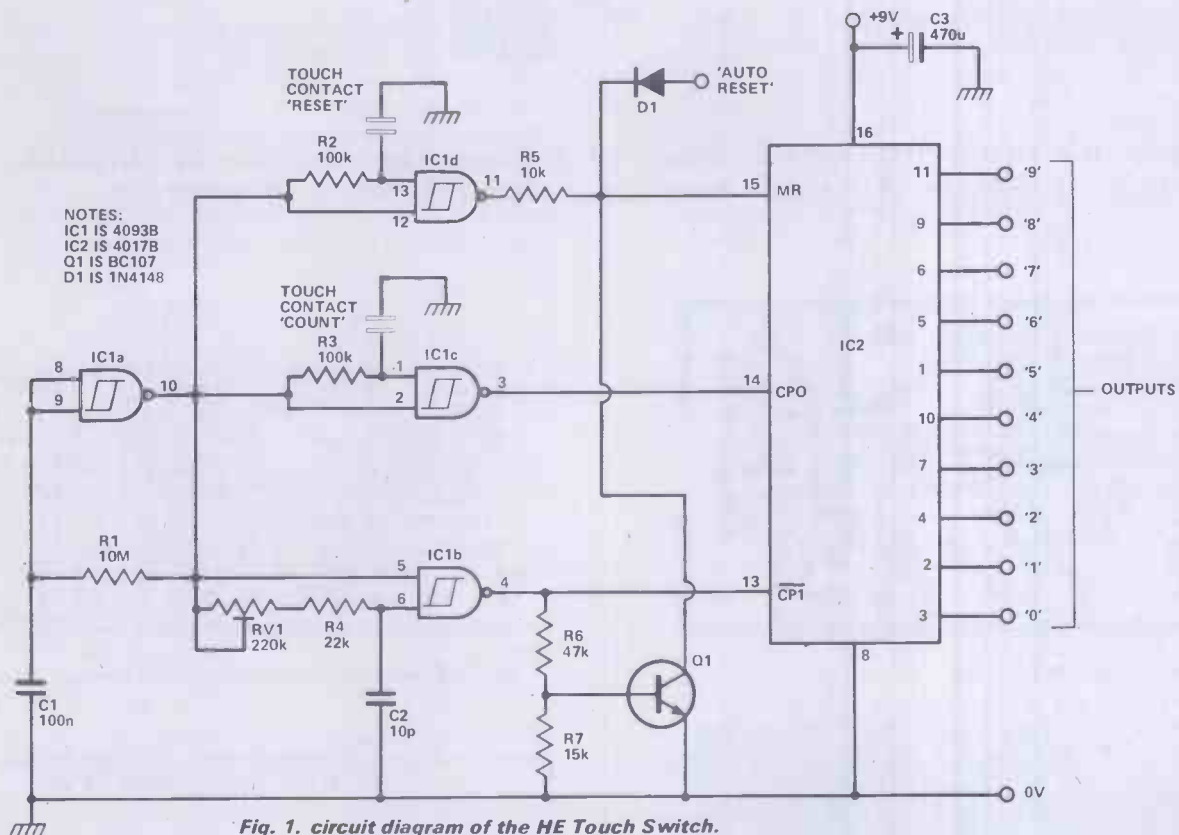 +9V
+
C3
470u
TOUCH
CONTACT
'RESET'
'AUTO
RESET'
D1
R2
100k
IC1d
13
12
11
R5
10k
15
MR
16
11
'9'
NOTES:
IC1 IS 4093B
IC2 IS 4017B
Q1 IS BC107
D1 IS 1N4148
9
'8'
6
'7'
TOUCH
CONTACT
'COUNT'
R3
100k
IC1c
1
2
3
5
'6'
IC1a
8
9
10
14
CP0
IC2
1
'5'
OUTPUTS
10
'4'
7
'3'
4
'2'
R1
10M
IC1b
5
6
4
13
CP1
2
'1'
RV1
220k
R4
22k
3
'0'
R6
47k
Q1
8
C1
100n
C2
10p
R7
15k
0V
Fig. 1. circuit diagram of the HE Touch Switch.